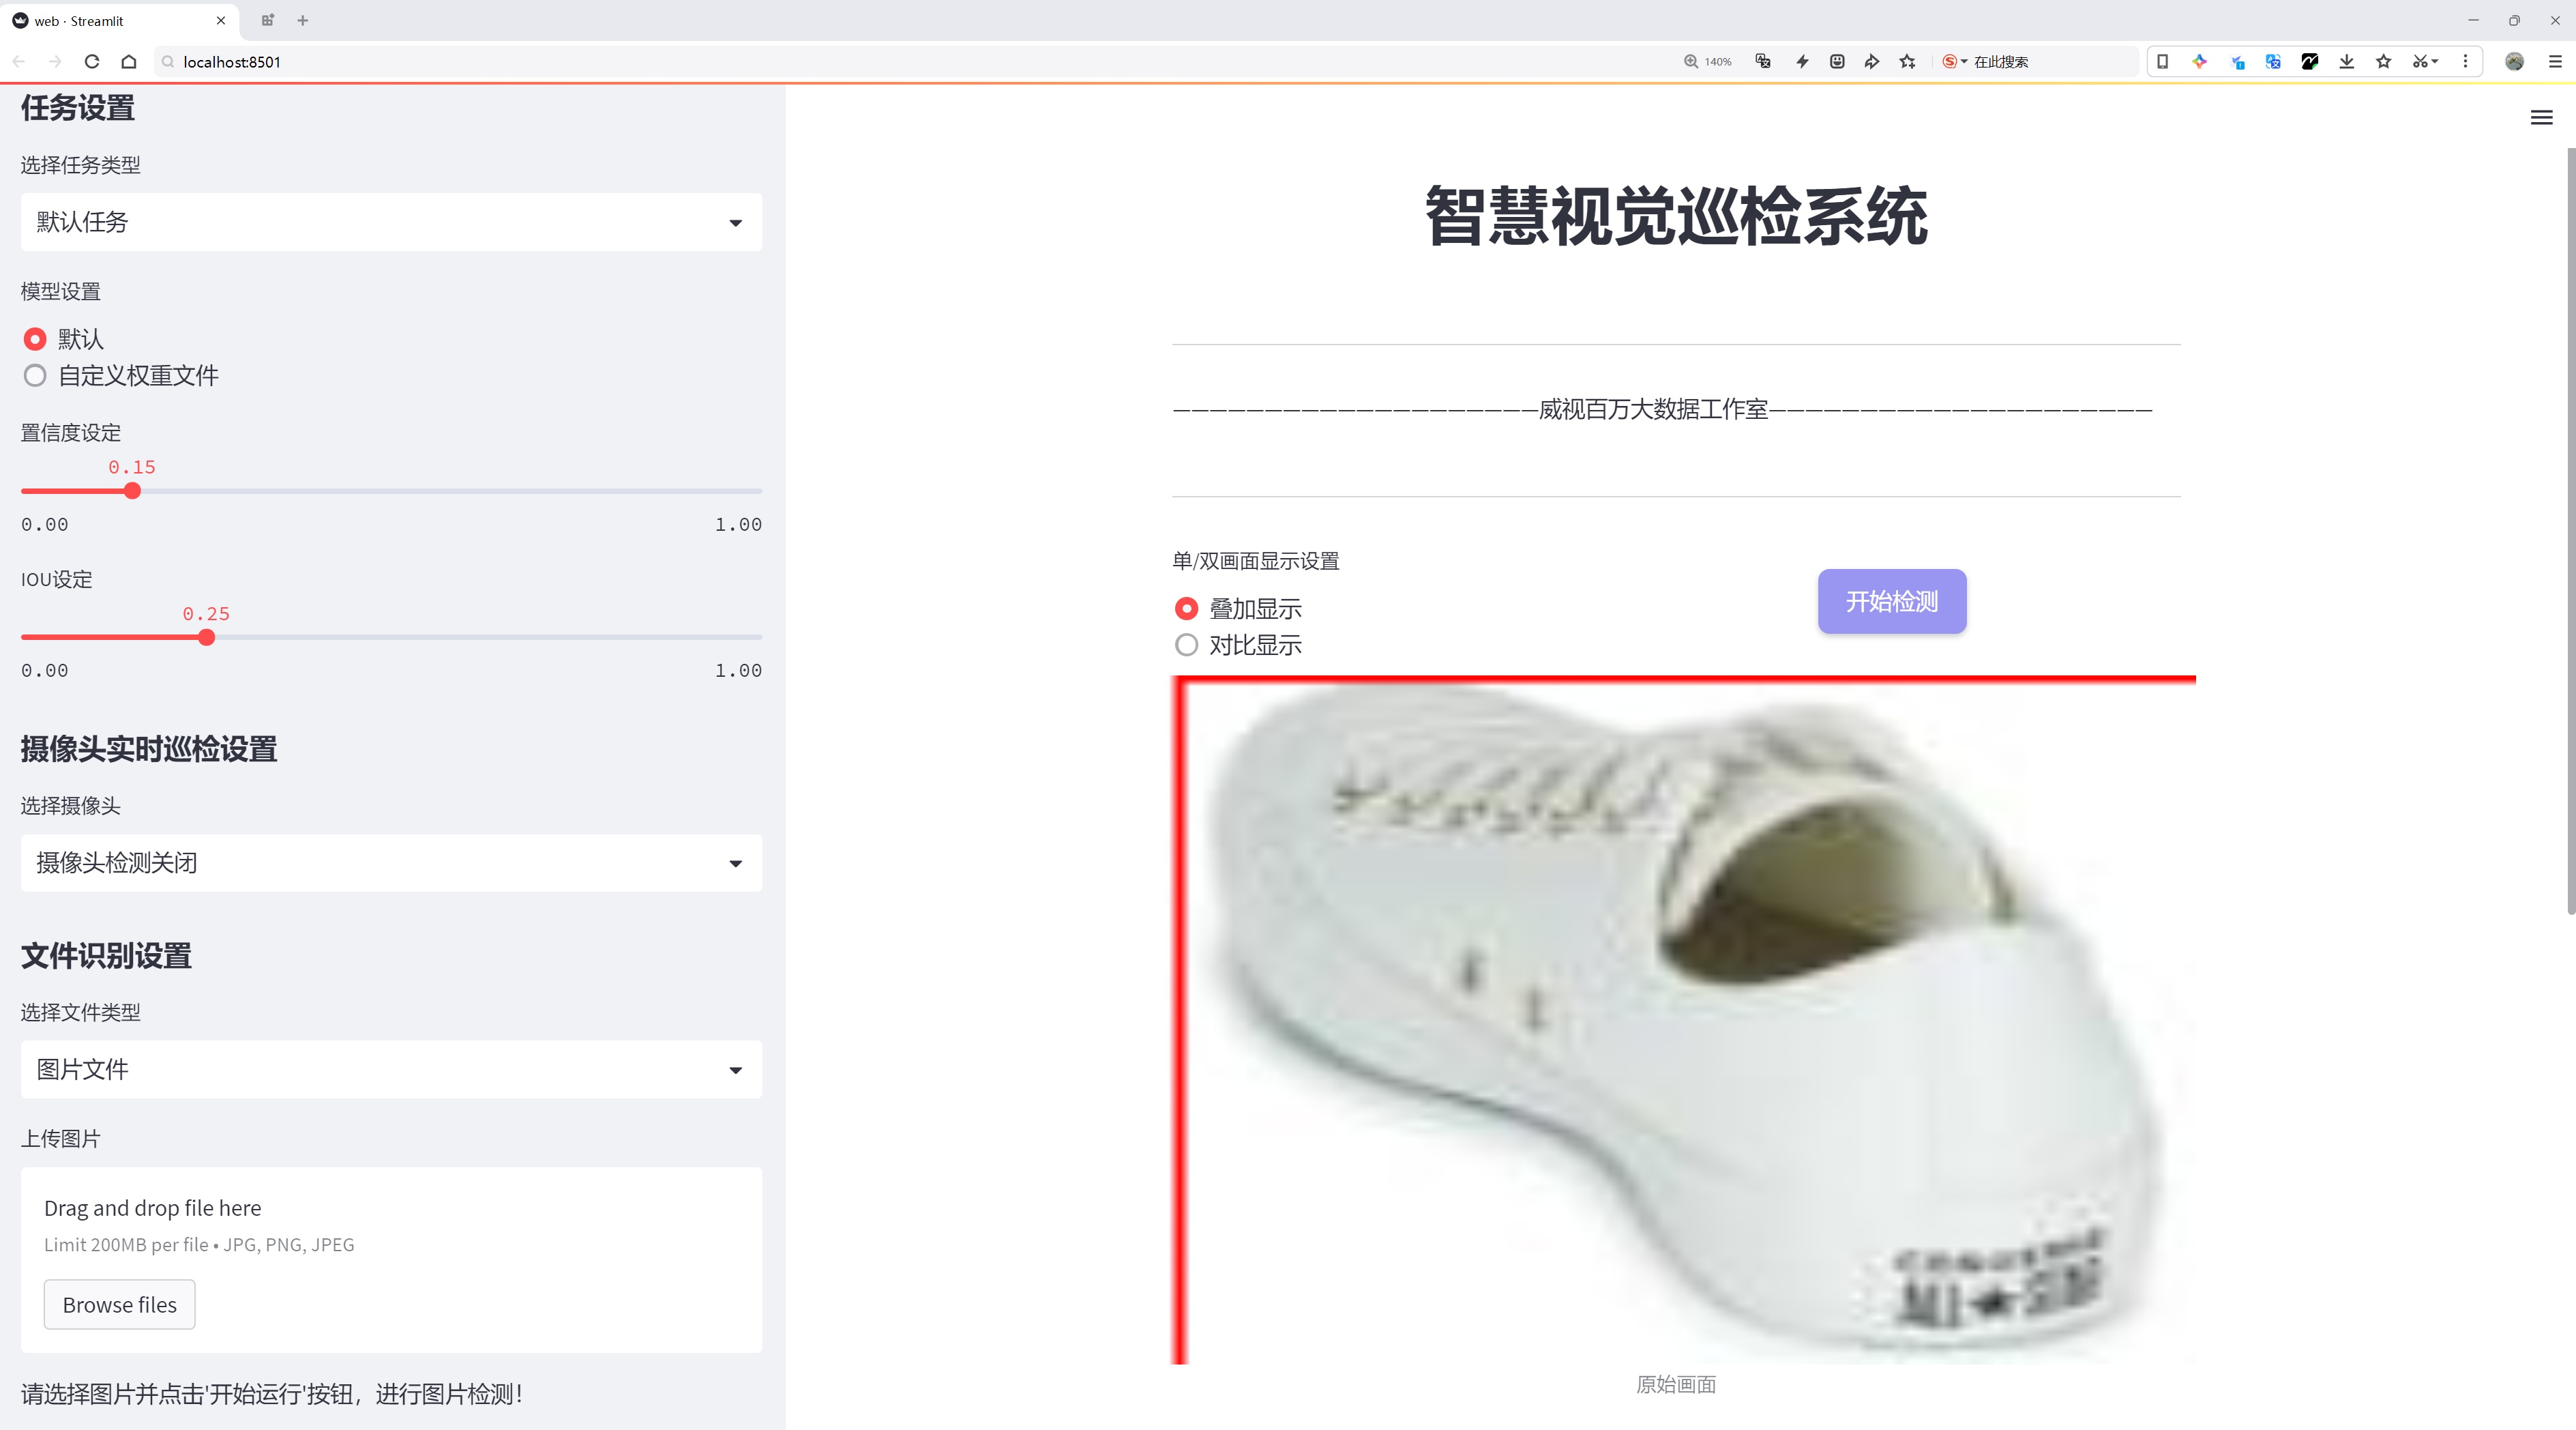 web · Streamlit
localhost:8501
140%
在此搜索
任务设置
选择任务类型
默认任务
模型设置
默认
自定义权重文件
置信度设定
0.15
0.00
1.00
IOU设定
0.25
0.00
1.00
摄像头实时巡检设置
选择摄像头
摄像头检测关闭
文件识别设置
选择文件类型
图片文件
上传图片
Drag and drop file here
Limit 200MB per file • JPG, PNG, JPEG
Browse files
请选择图片并点击'开始运行'按钮，进行图片检测！
智慧视觉巡检系统
————————————————————威视百万大数据工作室—————————————————————
单/双画面显示设置
叠加显示
对比显示
开始检测
原始画面